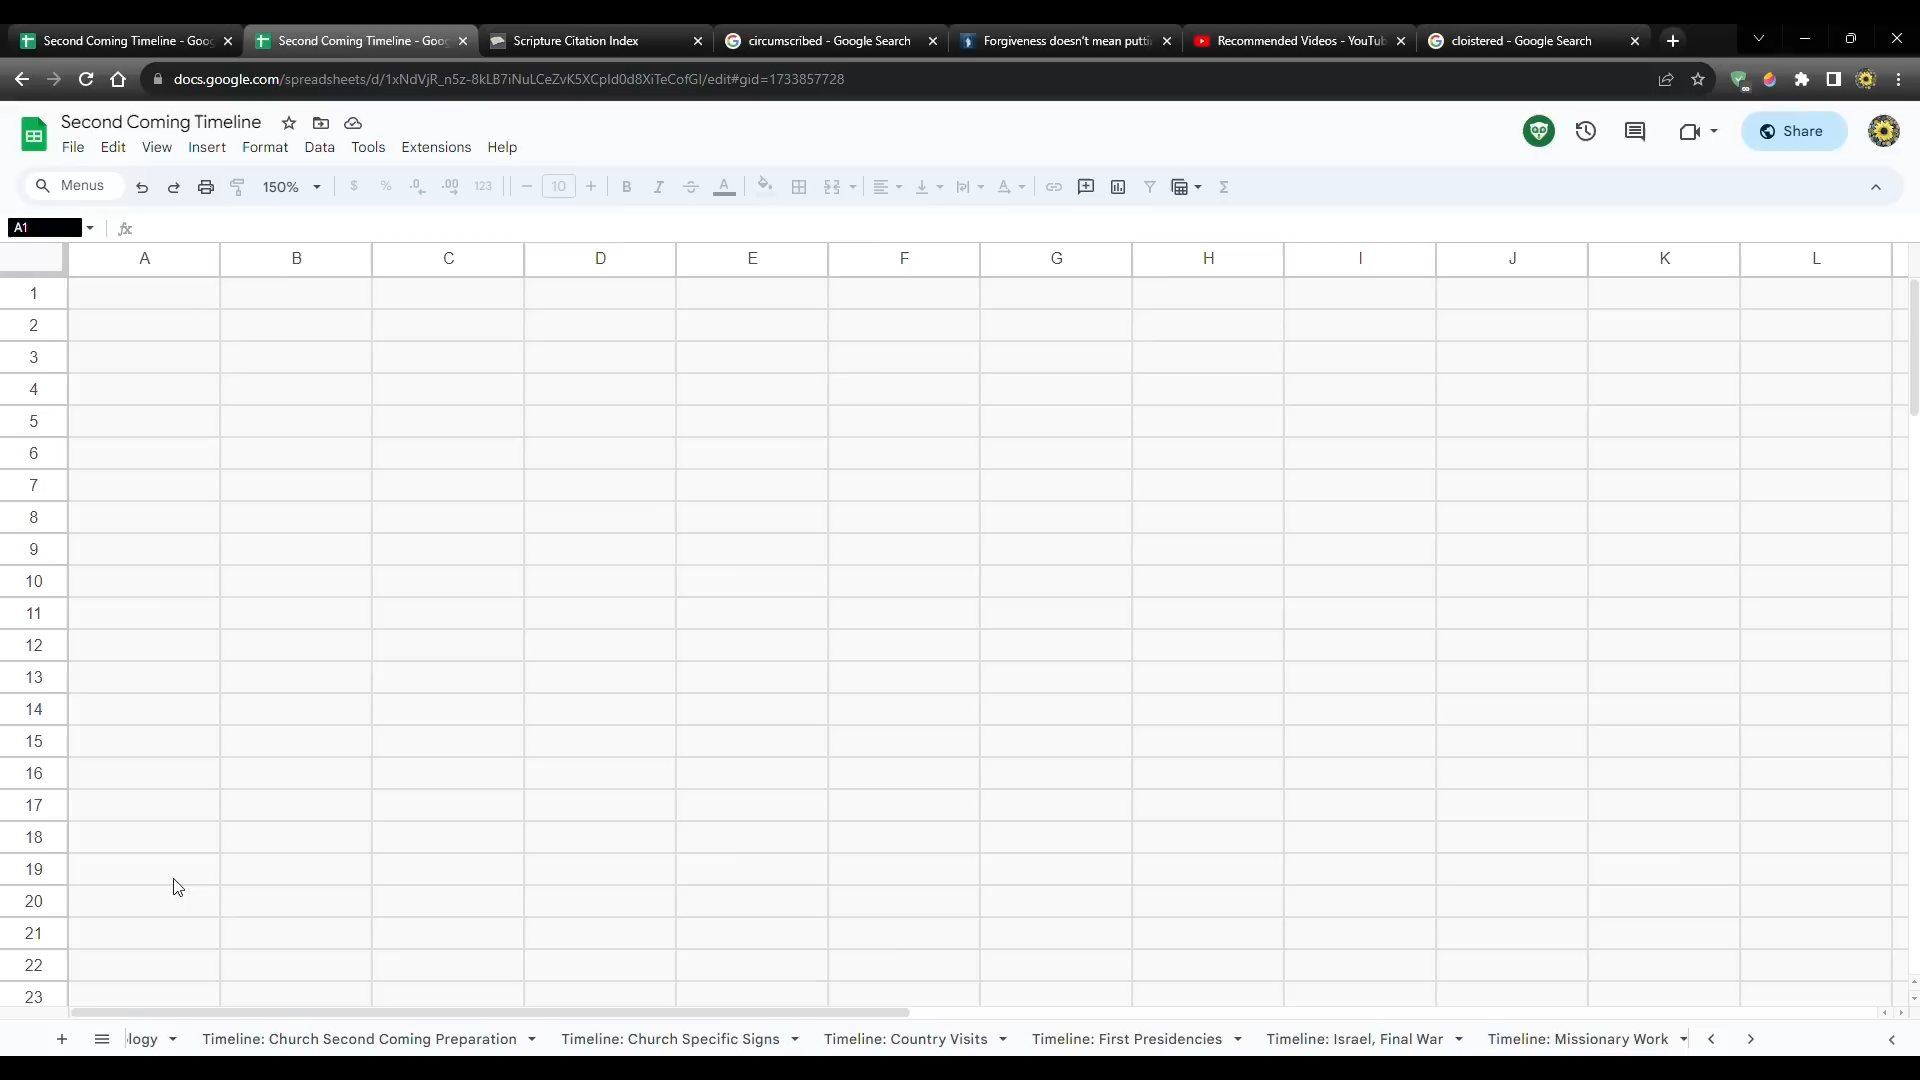 Second Coming Timeline - Goo
Second Coming Timeline - Goo
Scripture Citation Index
circumscribed - Google Search
Forgiveness doesn't mean putti
Recommended Videos - YouTub
cloistered - Google Search
docs.google.com/spreadsheets/d/1xNdVjR_n5z-8kLB7iNuLCeZvK5XCpId0d8XiTeCofGI/edit#gid=1733857728
Second Coming Timeline
File Edit View Insert Format Data Tools Extensions Help
Share
Menus 150% $ % .0 .00 123 10 B I A
A1 fx
A B C D E F G H I J K L
1
2
3
4
5
6
7
8
9
10
11
12
13
14
15
16
17
18
19
20
21
22
23
logy Timeline: Church Second Coming Preparation Timeline: Church Specific Signs Timeline: Country Visits Timeline: First Presidencies Timeline: Israel, Final War Timeline: Missionary Work